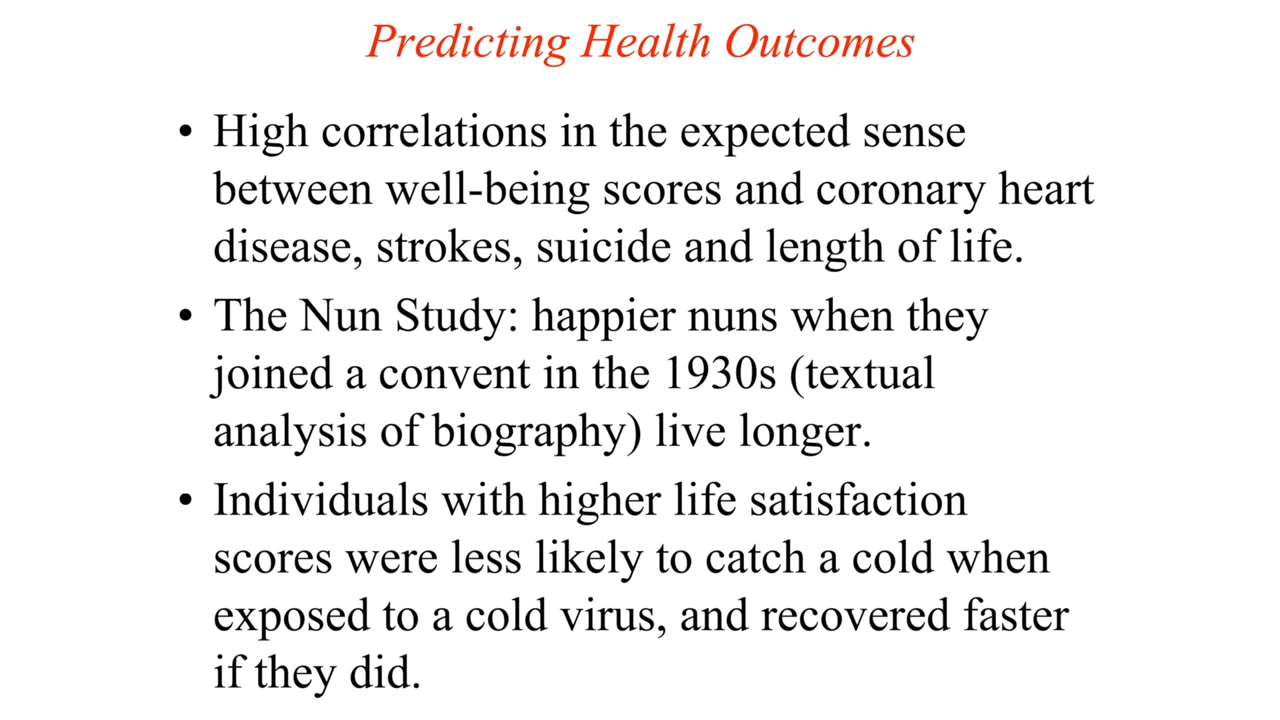 Predicting Health Outcomes
• High correlations in the expected sense
between well-being scores and coronary heart
disease, strokes, suicide and length of life.
• The Nun Study: happier nuns when they
joined a convent in the 1930s (textual
analysis of biography) live longer.
• Individuals with higher life satisfaction
scores were less likely to catch a cold when
exposed to a cold virus, and recovered faster
if they did.